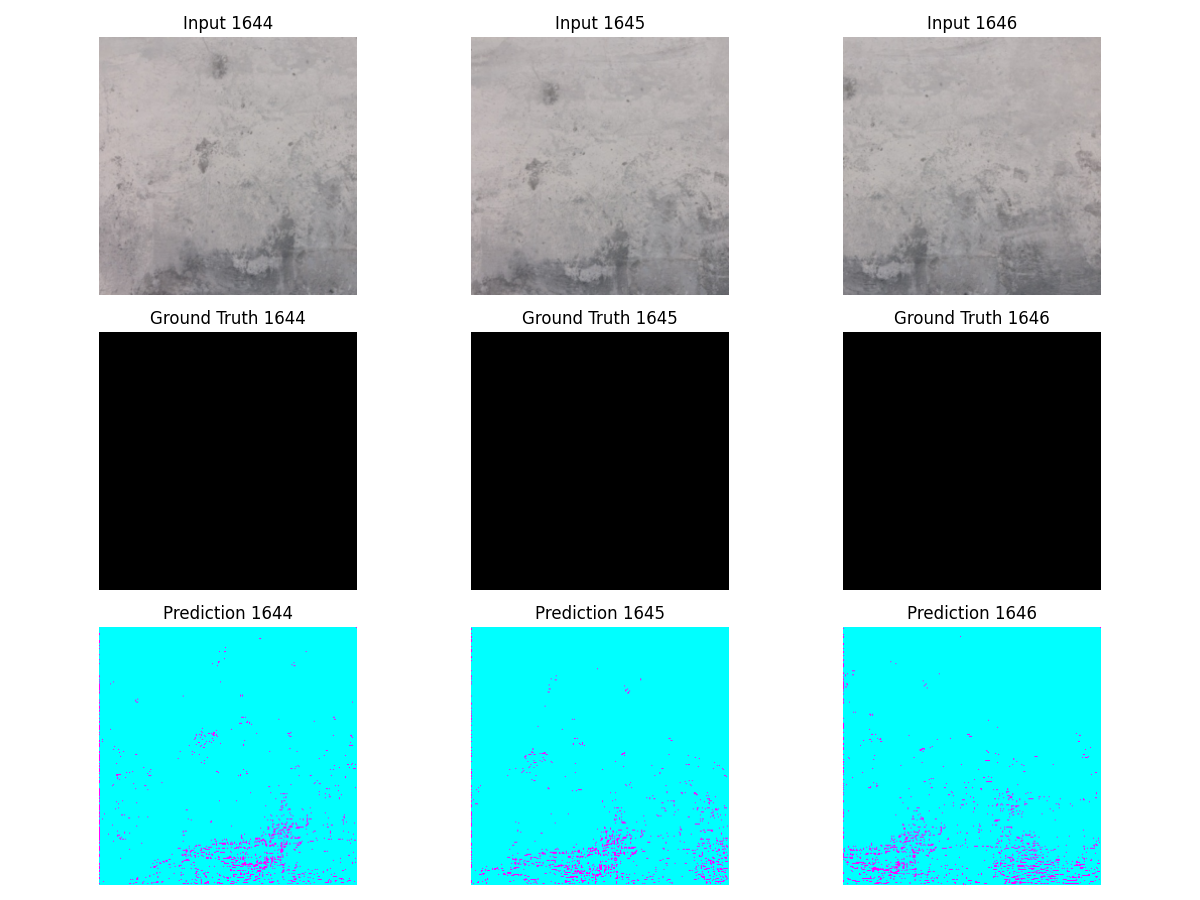 Input 1644
Input 1645
Input 1646
Ground Truth 1644
Ground Truth 1645
Ground Truth 1646
Prediction 1644
Prediction 1645
Prediction 1646